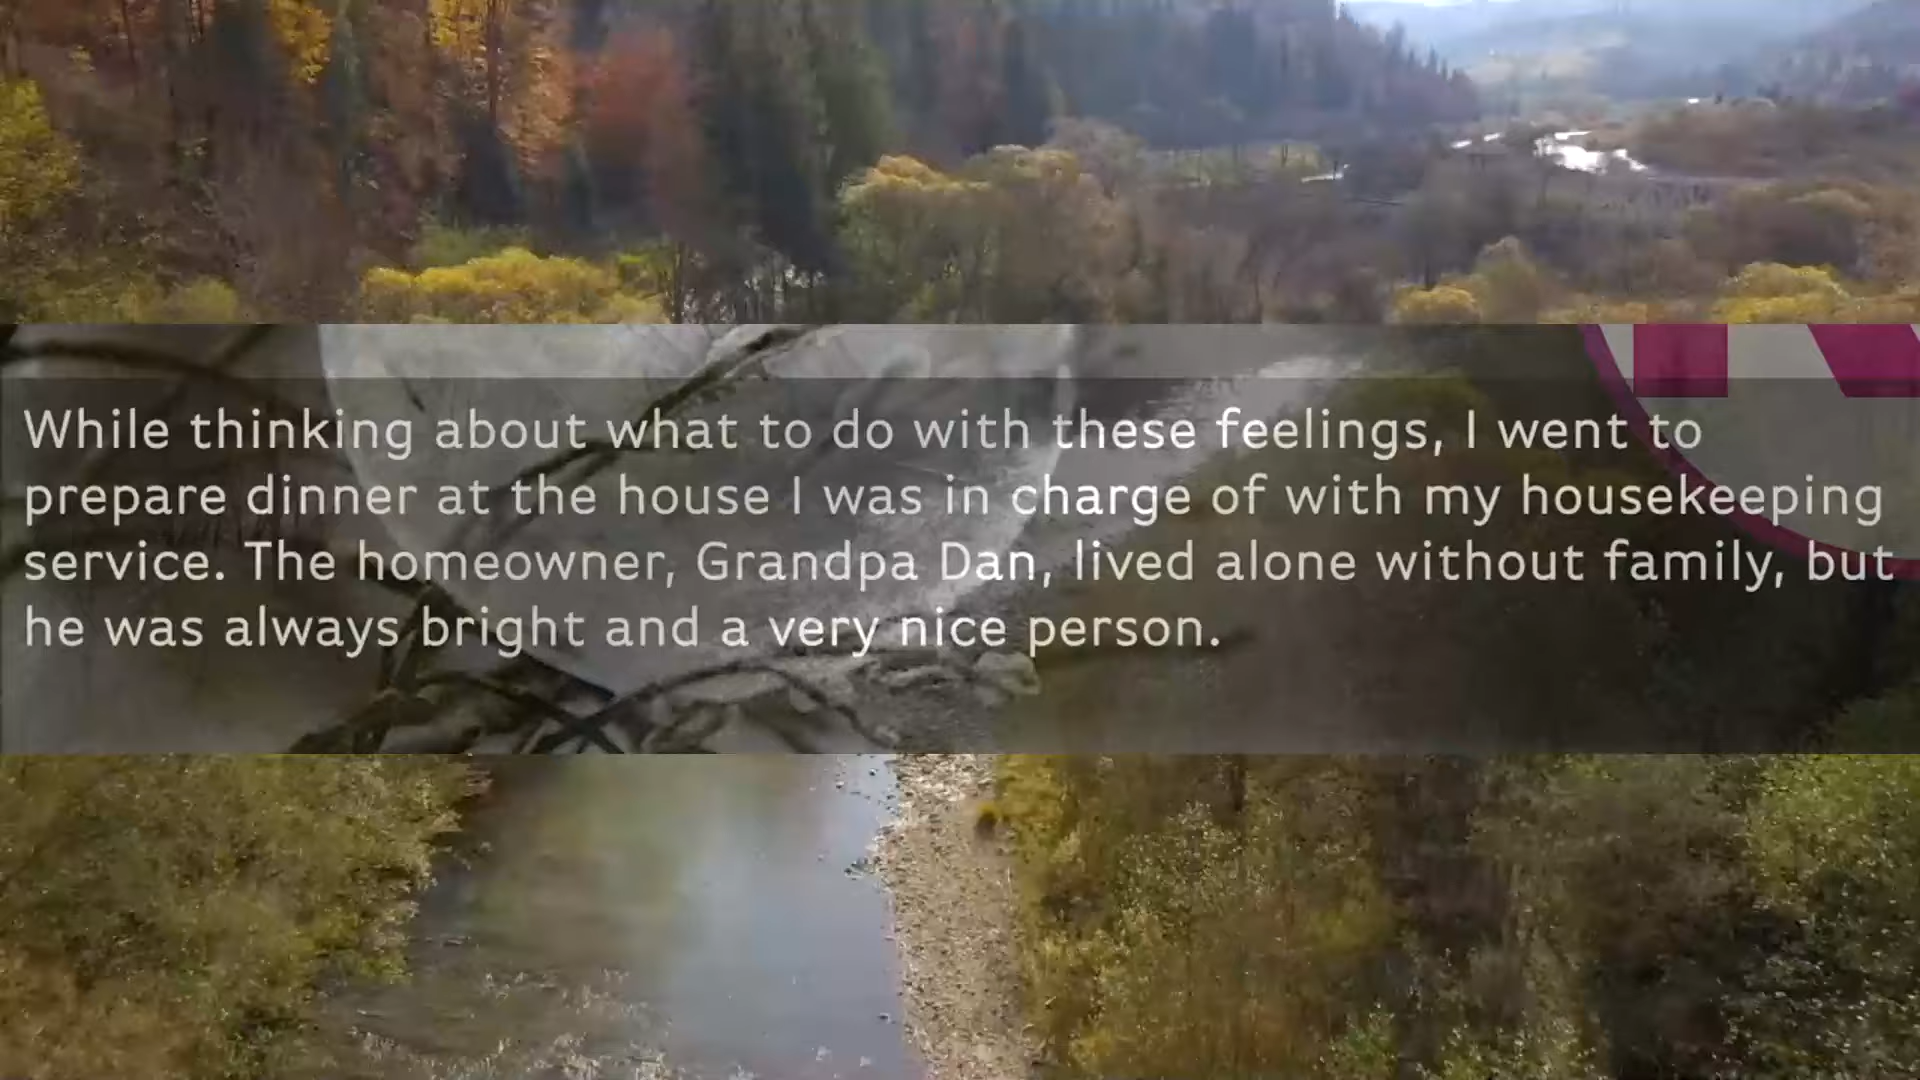 While thinking about what to do with these feelings, I went to
prepare dinner at the house I was in charge of with my housekeeping
service. The homeowner, Grandpa Dan, lived alone without family, but
he was always bright and a very nice person.